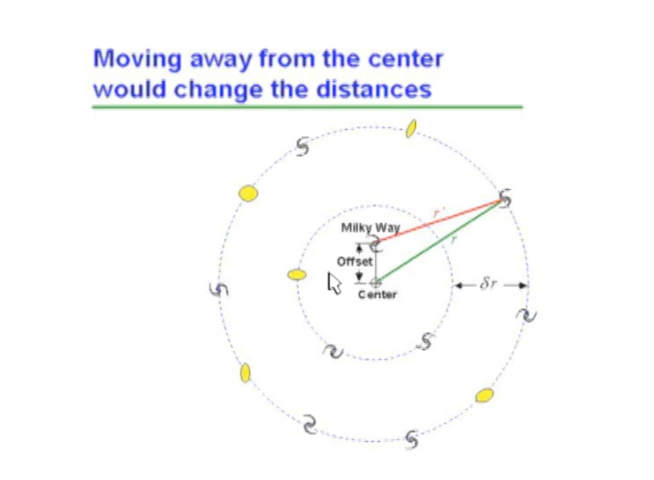 Moving away from the center
would change the distances
Milky Way
r'
r
Offset
Center
δr